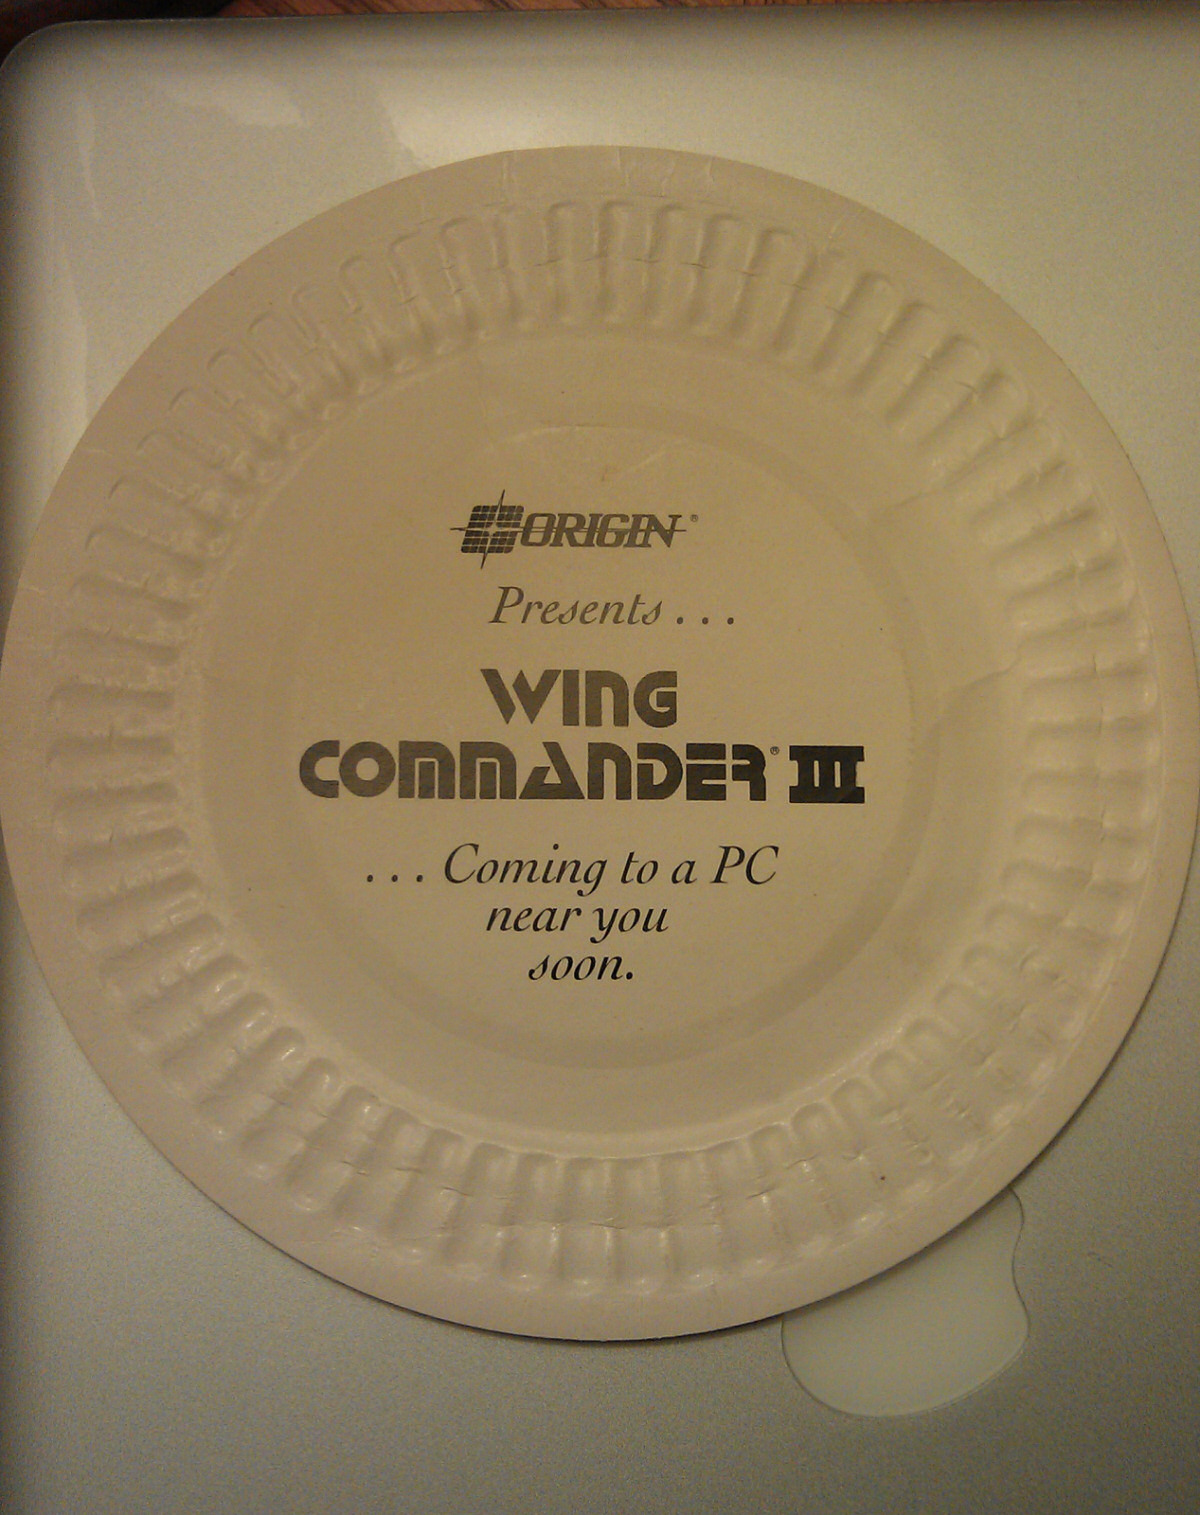 ORIGIN®
Presents . . .
WING
COMMANDER® III
. . . Coming to a PC
near you
soon.